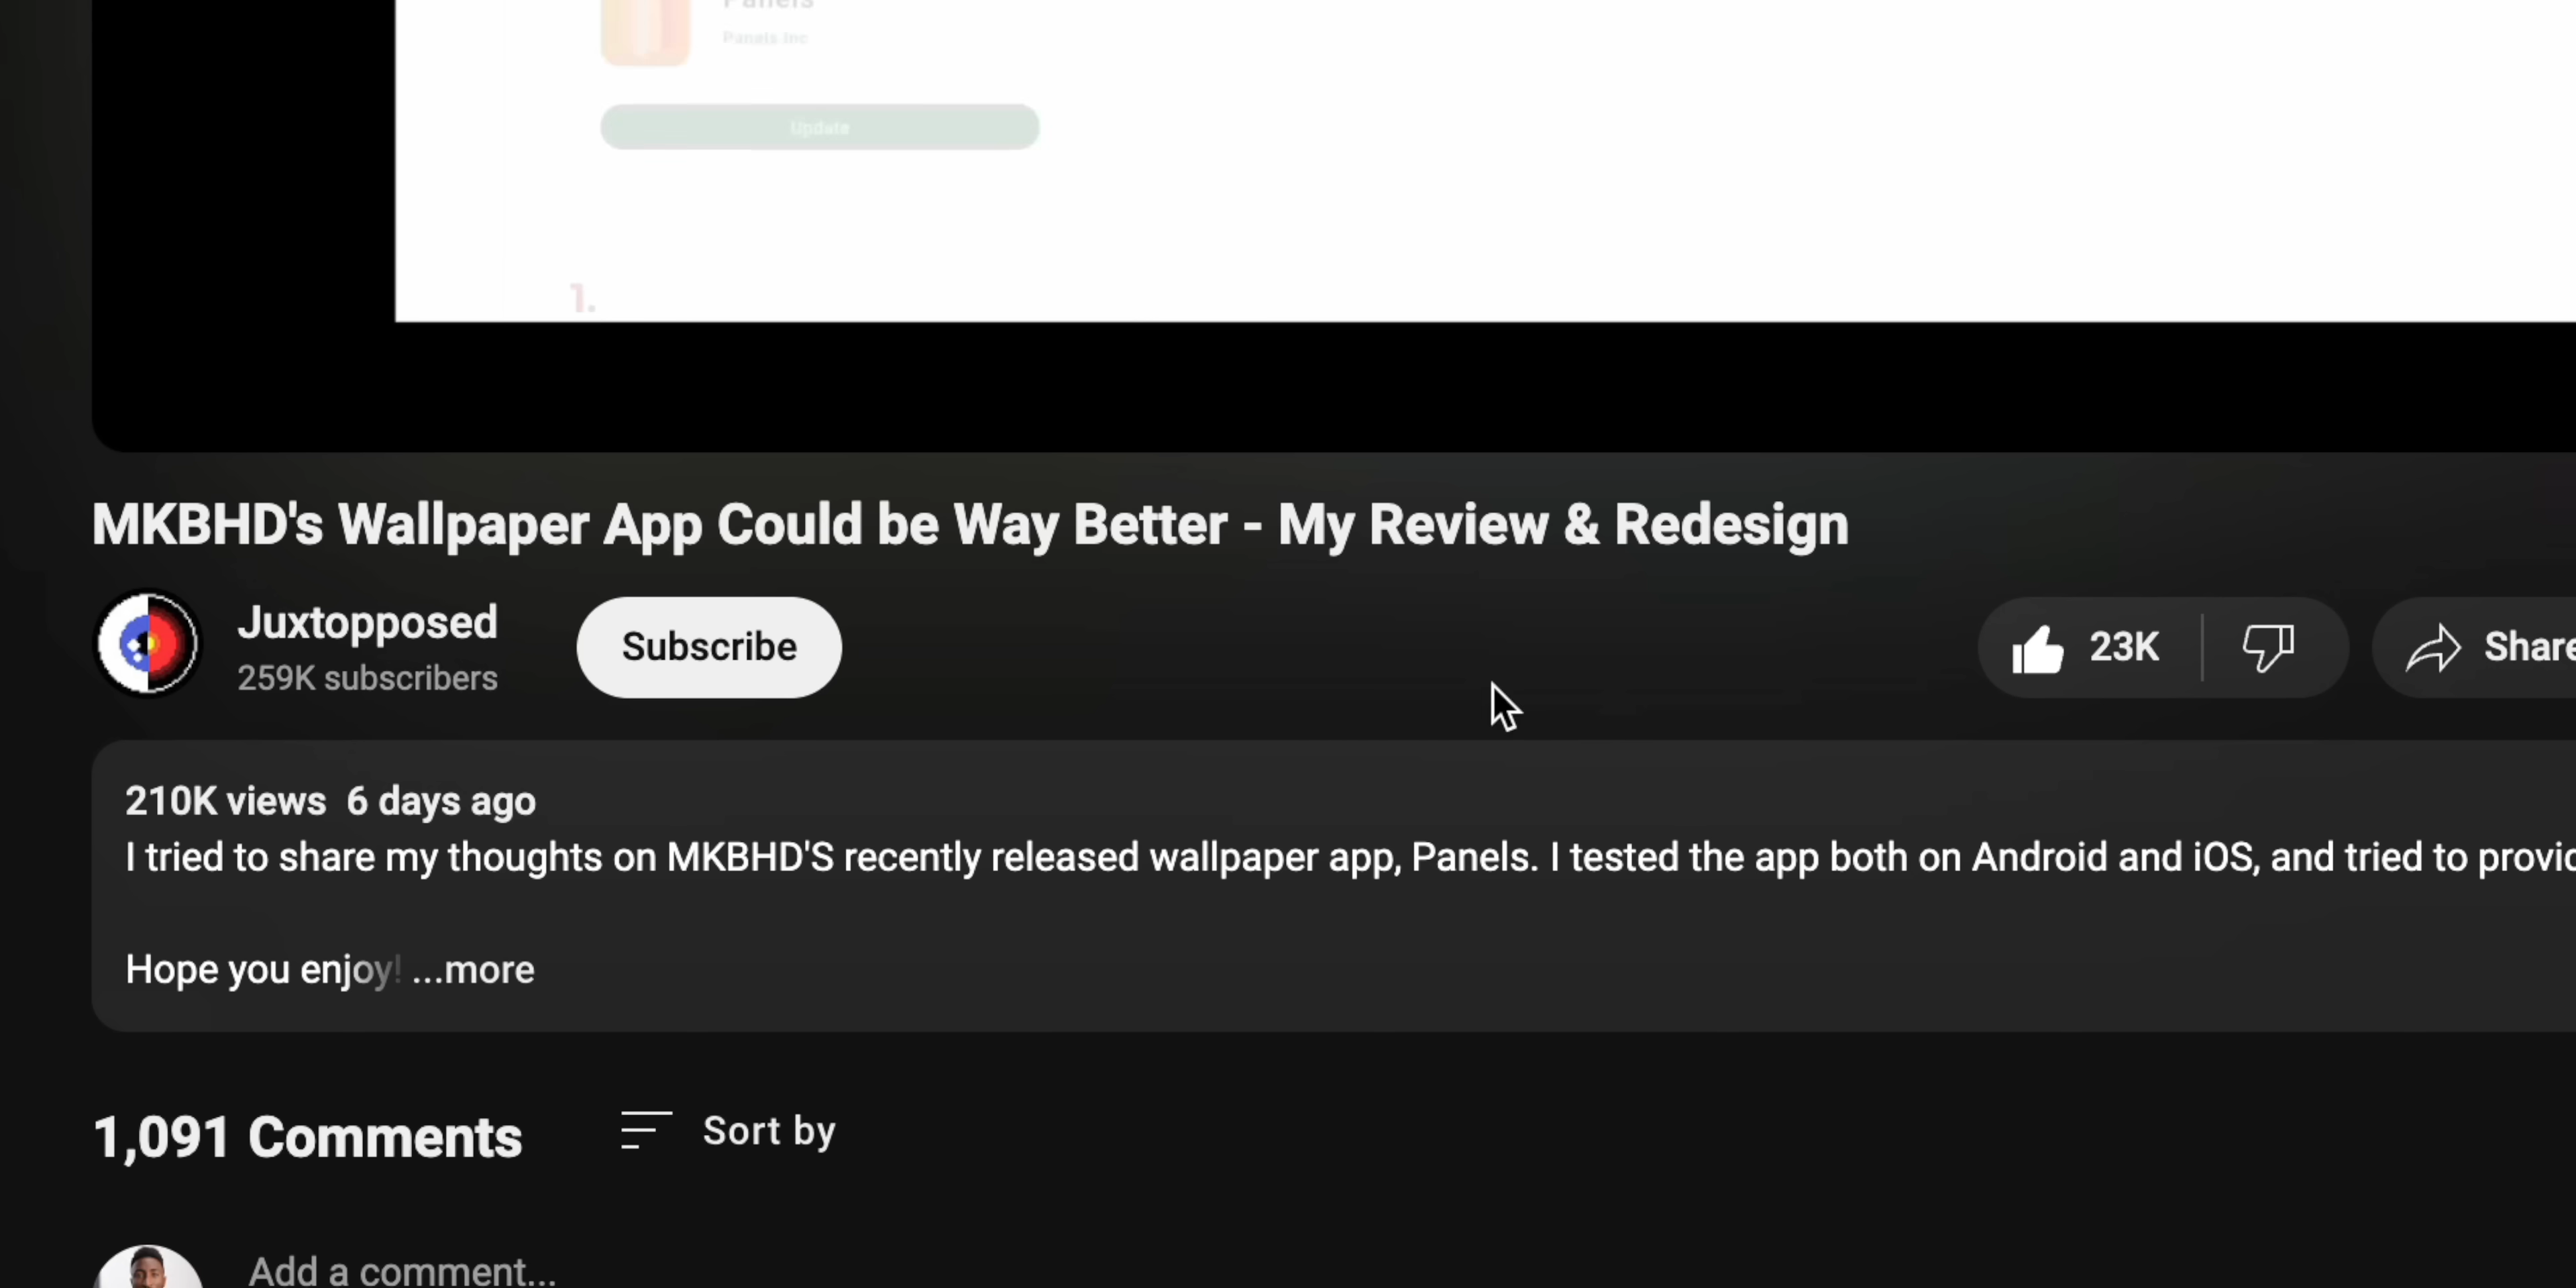 Panels
Panels Inc
Update
1.
MKBHD's Wallpaper App Could be Way Better - My Review & Redesign
Juxtopposed
259K subscribers
Subscribe
23K
Share
210K views 6 days ago
I tried to share my thoughts on MKBHD'S recently released wallpaper app, Panels. I tested the app both on Android and iOS, and tried to provid
Hope you enjoy! ...more
1,091 Comments
Sort by
Add a comment...